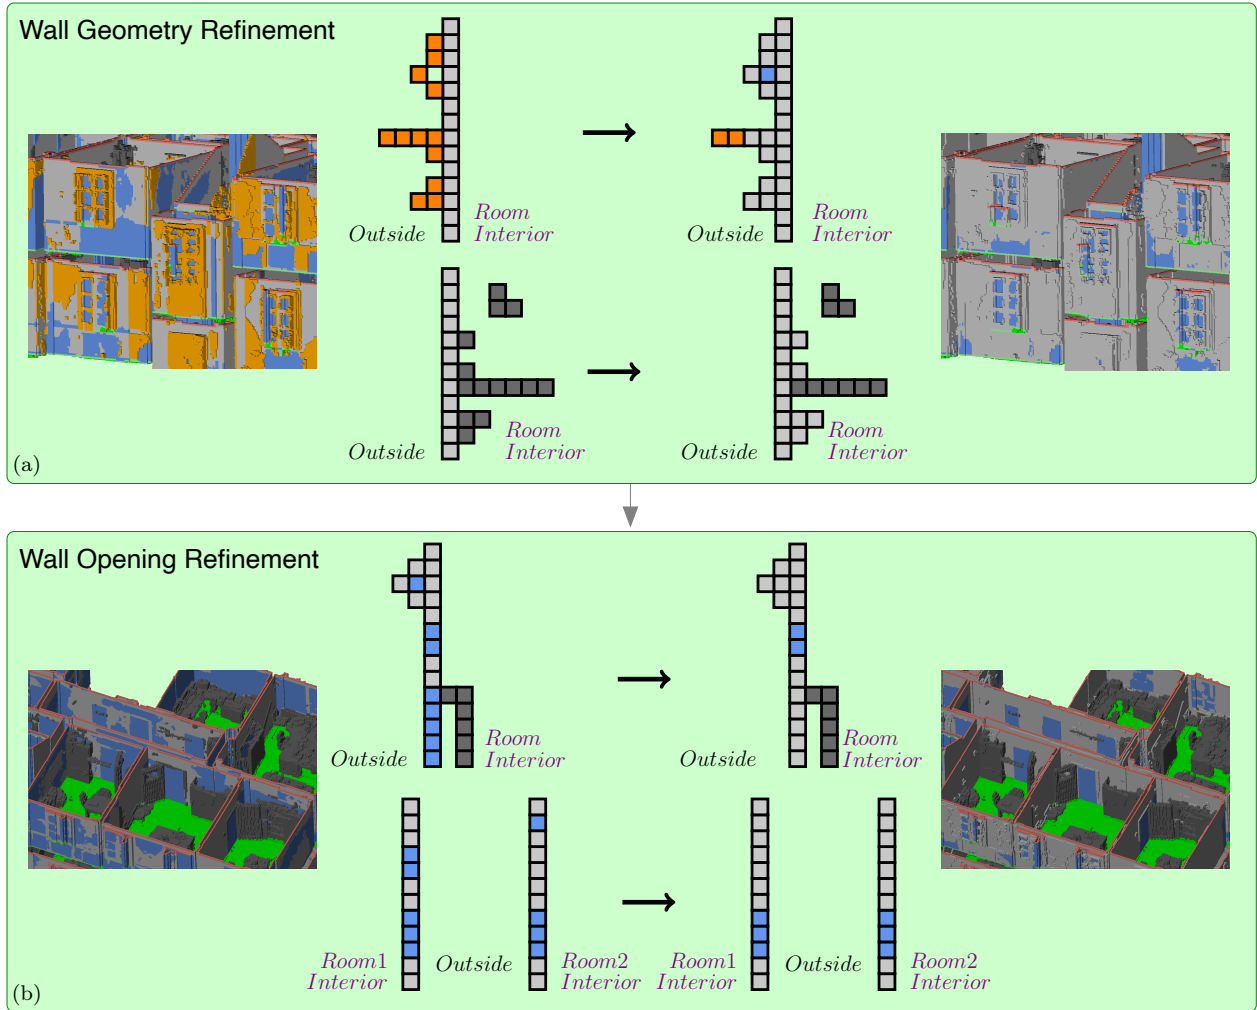 Wall Geometry Refinement
Outside
Room
Interior
Outside
Room
Interior
Outside
Room
Interior
Outside
Room
Interior
(a)
Wall Opening Refinement
Outside
Room
Interior
Outside
Room
Interior
Room1
Interior
Outside
Room2
Interior
Room1
Interior
Outside
Room2
Interior
(b)